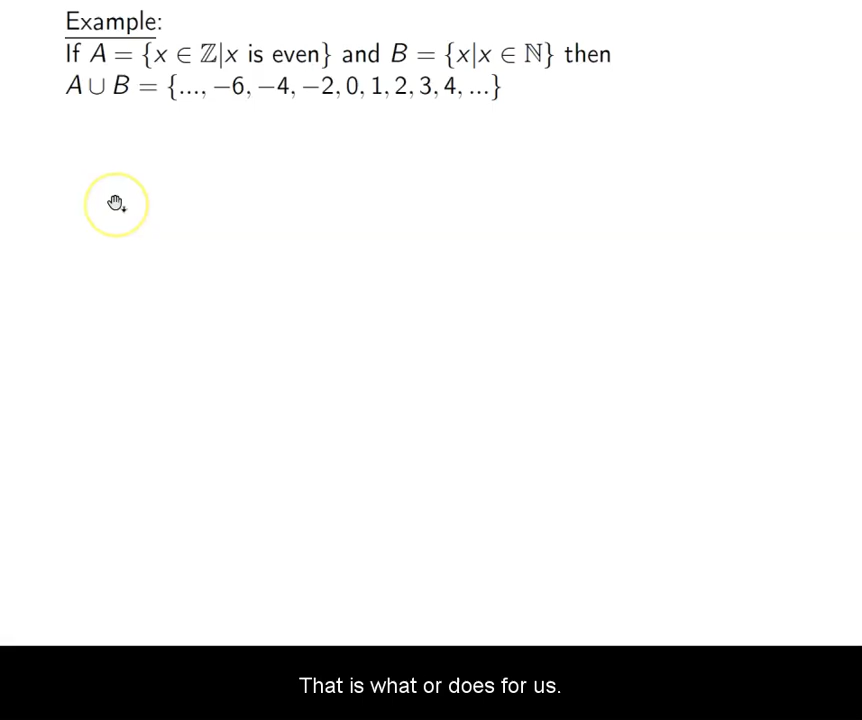 Example:
If A = {x ∈ ℤ|x is even} and B = {x|x ∈ ℕ} then
A ∪ B = {..., −6, −4, −2, 0, 1, 2, 3, 4, ...}
That is what or does for us.